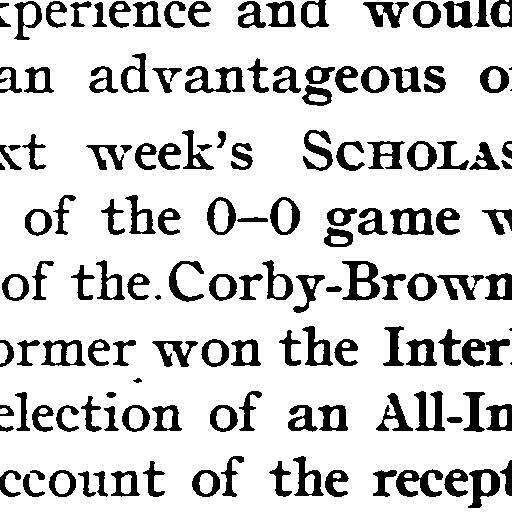 xperience and would
an advantageous o
xt week's SCHOLAS
of the 0–0 game w
of the.Corby-Brown
ormer won the Inter
election of an All-In
ccount of the recept